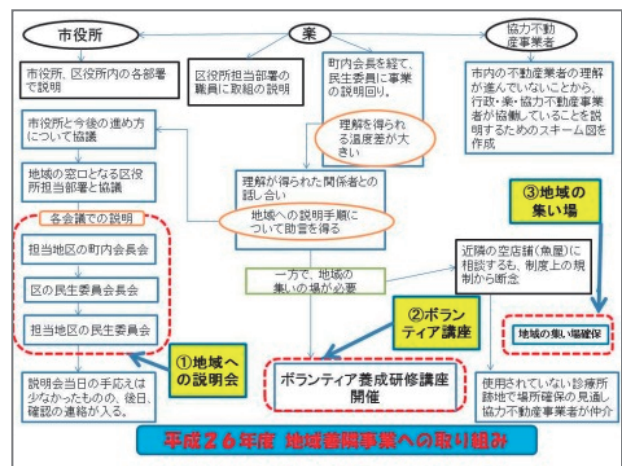 市役所
楽
協力不動
産事業者
市役所、区役所内の各部署
で説明
区役所担当部署の
職員に取組の説明
町内会長を経て、
民生委員に事業
の説明回り。
市内の不動産業者の理解
が進んでいないことから、
行政・楽・協力不動産事業
者が協働していることを説
明するためのスキーム図を
作成
理解を得られ
る温度差が大
きい
市役所と今後の進め方
について協議
地域の窓口となる区役
所担当部署と協議
理解が得られた関係者との
話し合い
地域への説明手順に
ついて助言を得る
③地域の
集い場
各会議での説明
担当地区の町内会長会
区の民生委員会長会
担当地区の民生委員会
一方で、地域の
集いの場が必要
近隣の空店舗(魚屋)に
相談するも、制度上の規
制から断念
②ボラン
ティア講座
地域の集い場確保
①地域へ
の説明会
説明会当日の手応えは
少なかったものの、後日、
確認の連絡が入る。
ボランティア養成研修講座
開催
使用されていない診療所
跡地で場所確保の見通し
協力不動産事業者が仲介
平成26年度 地域善隣事業への取り組み